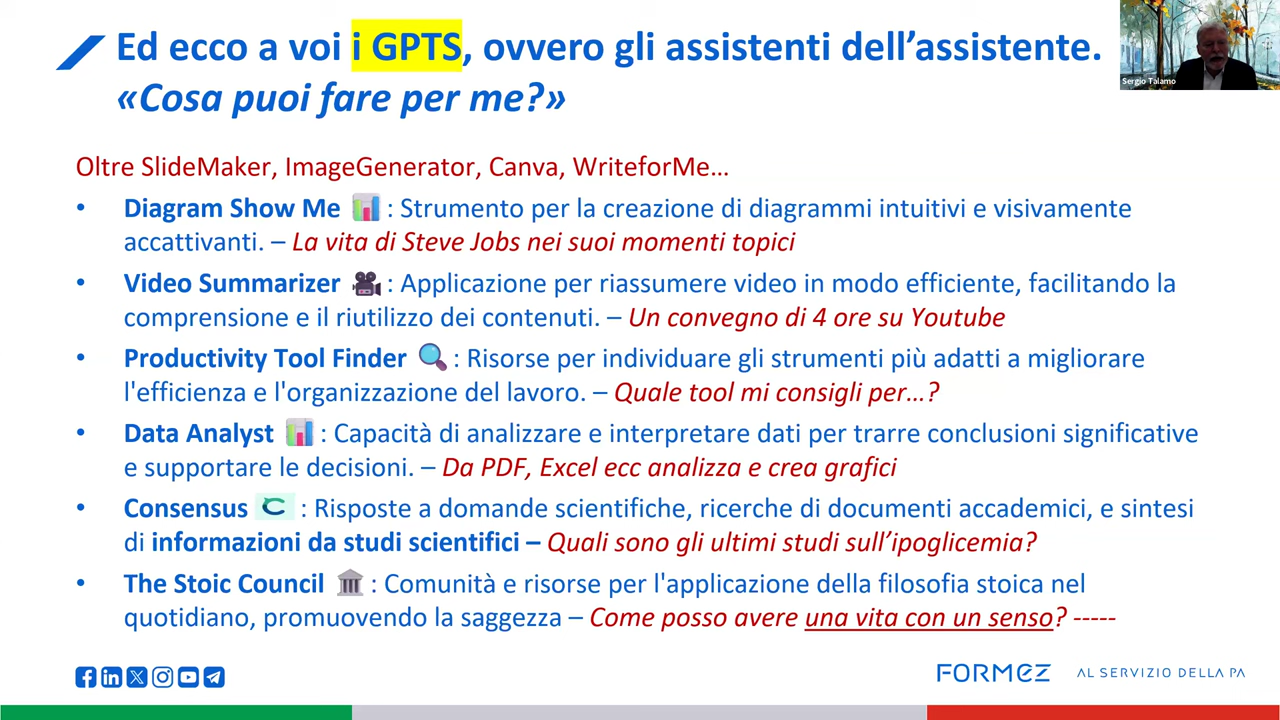 Ed ecco a voi i GPTS, ovvero gli assistenti dell’assistente.
«Cosa puoi fare per me?»
Sergio Talamo
Oltre SlideMaker, ImageGenerator, Canva, WriteforMe…
• Diagram Show Me : Strumento per la creazione di diagrammi intuitivi e visivamente
accattivanti. – La vita di Steve Jobs nei suoi momenti topici
• Video Summarizer : Applicazione per riassumere video in modo efficiente, facilitando la
comprensione e il riutilizzo dei contenuti. – Un convegno di 4 ore su Youtube
• Productivity Tool Finder : Risorse per individuare gli strumenti più adatti a migliorare
l'efficienza e l'organizzazione del lavoro. – Quale tool mi consigli per…?
• Data Analyst : Capacità di analizzare e interpretare dati per trarre conclusioni significative
e supportare le decisioni. – Da PDF, Excel ecc analizza e crea grafici
• Consensus : Risposte a domande scientifiche, ricerche di documenti accademici, e sintesi
di informazioni da studi scientifici – Quali sono gli ultimi studi sull’ipoglicemia?
• The Stoic Council : Comunità e risorse per l'applicazione della filosofia stoica nel
quotidiano, promuovendo la saggezza – Come posso avere una vita con un senso? -----
FORMEZ AL SERVIZIO DELLA PA